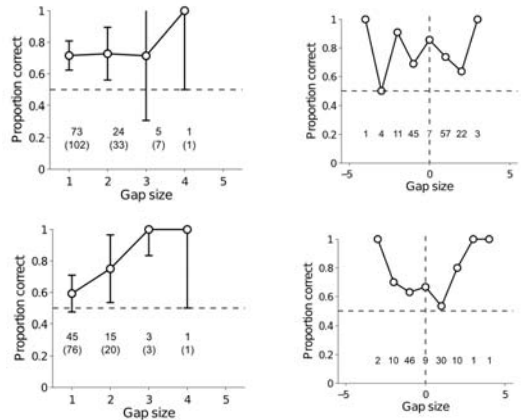 Proportion correct
1
0.8
0.6
0.4
0.2
0
73 24 5 1
(102) (33) (7) (1)
1 2 3 4 5
Gap size
Proportion correct
1
0.8
0.6
0.4
0.2
0
1 4 11 45 7 57 22 3
−5 0 5
Gap size
Proportion correct
1
0.8
0.6
0.4
0.2
0
45 15 3 1
(76) (20) (3) (1)
1 2 3 4 5
Gap size
Proportion correct
1
0.8
0.6
0.4
0.2
0
2 10 46 9 30 10 1 1
−5 0 5
Gap size